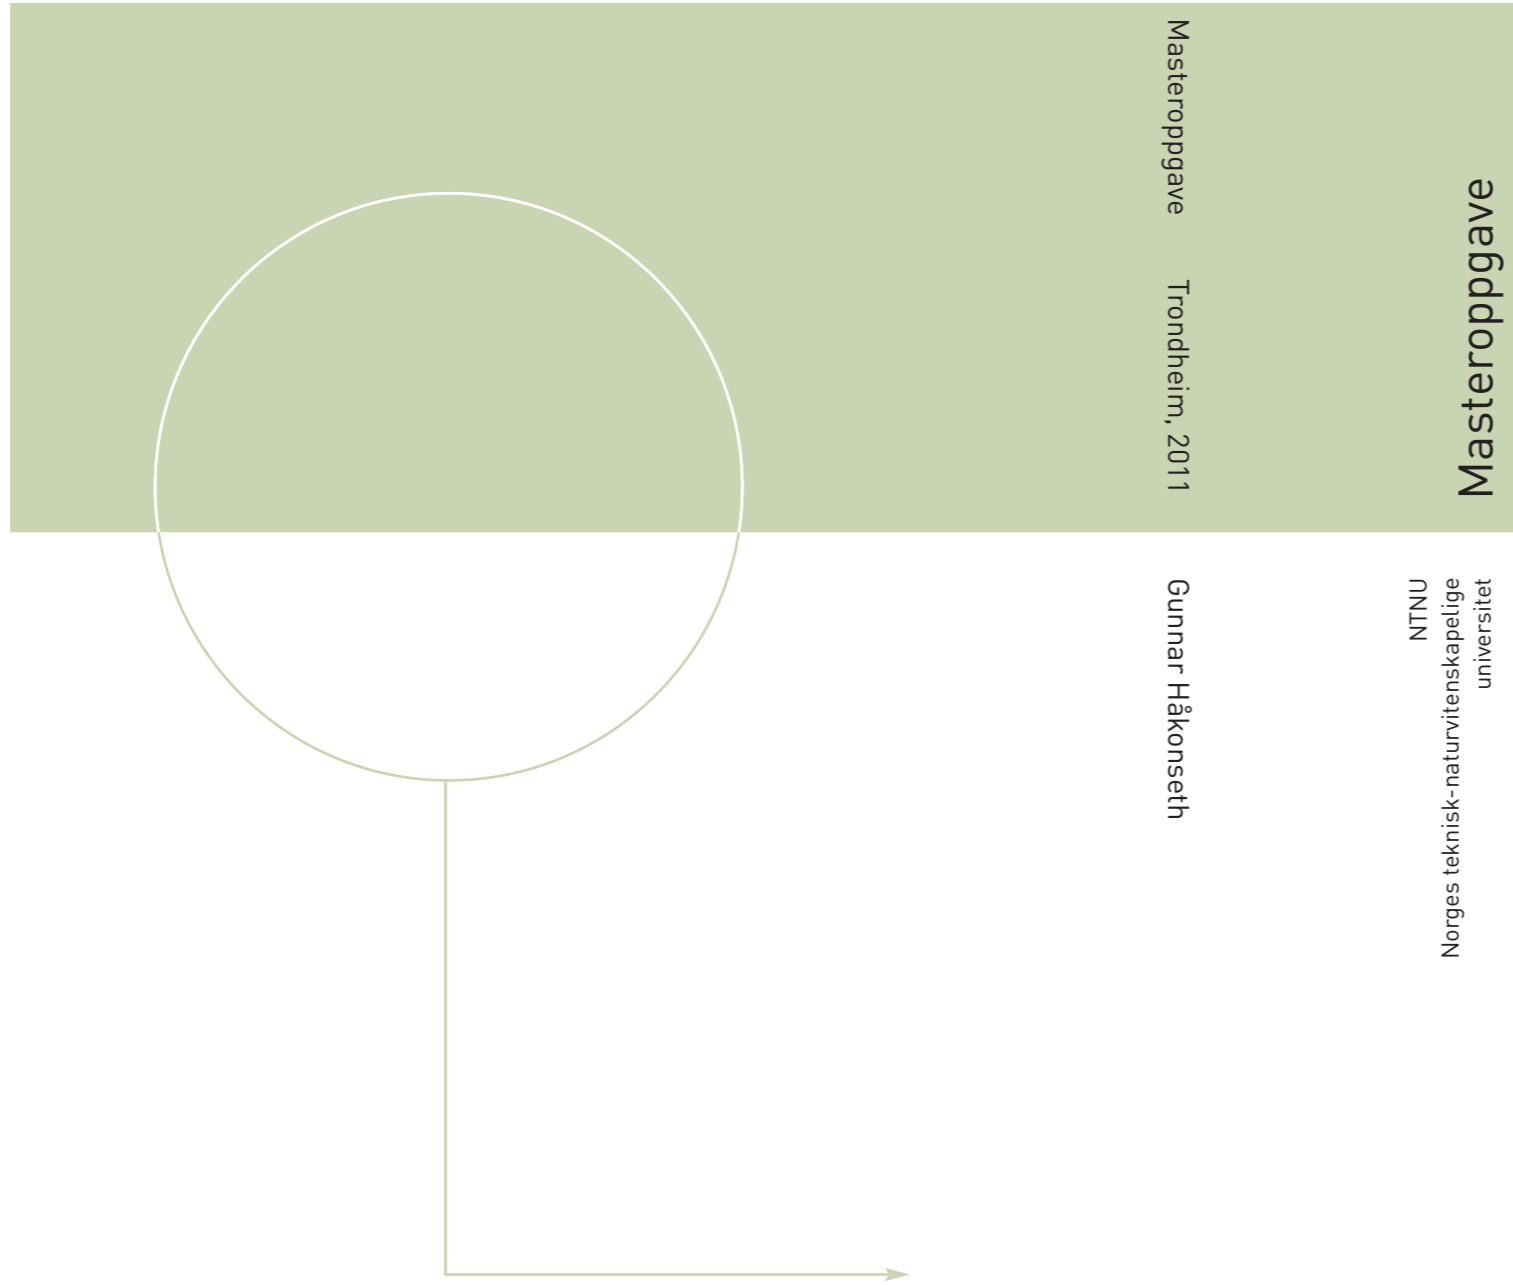 Masteroppgave
Trondheim, 2011
Gunnar Håkonseth
Masteroppgave
NTNU
Norges teknisk-naturvitenskapelige
universitet